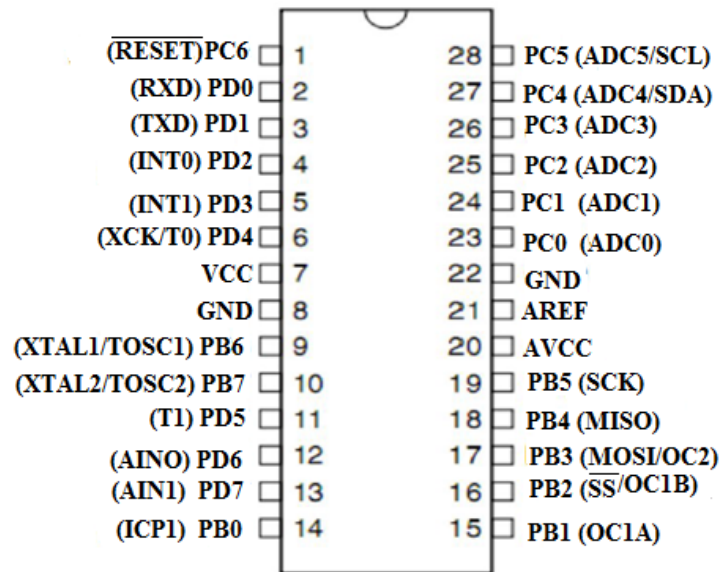 (RESET)PC6 1 28 PC5 (ADC5/SCL)
(RXD) PD0 2 27 PC4 (ADC4/SDA)
(TXD) PD1 3 26 PC3 (ADC3)
(INT0) PD2 4 25 PC2 (ADC2)
(INT1) PD3 5 24 PC1 (ADC1)
(XCK/T0) PD4 6 23 PC0 (ADC0)
VCC 7 22 GND
GND 8 21 AREF
(XTAL1/TOSC1) PB6 9 20 AVCC
(XTAL2/TOSC2) PB7 10 19 PB5 (SCK)
(T1) PD5 11 18 PB4 (MISO)
(AINO) PD6 12 17 PB3 (MOSI/OC2)
(AIN1) PD7 13 16 PB2 (SS/OC1B)
(ICP1) PB0 14 15 PB1 (OC1A)